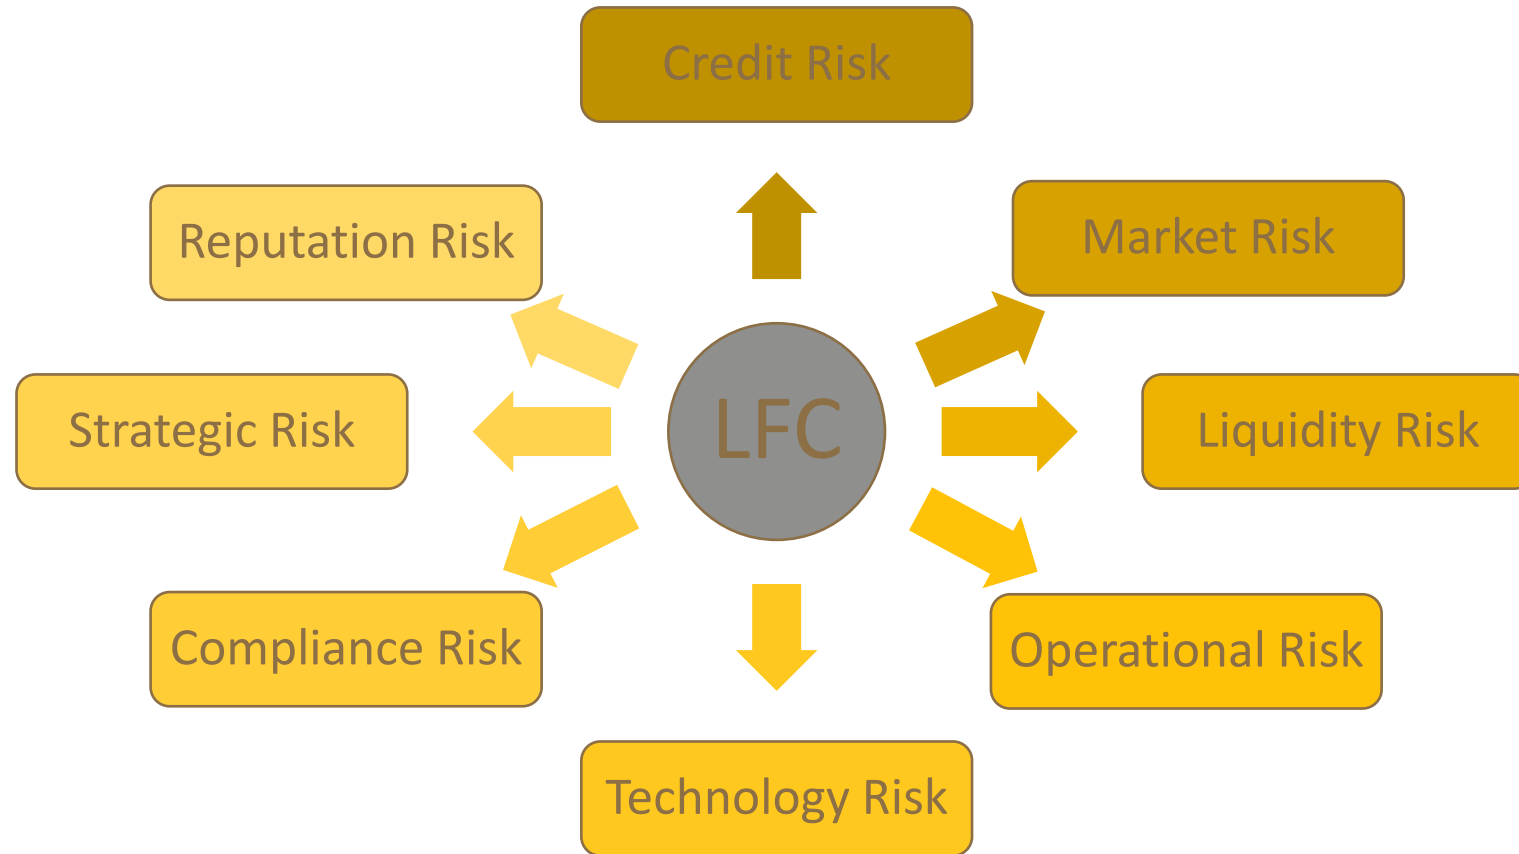 Credit Risk
Reputation Risk
Market Risk
Strategic Risk
LFC
Liquidity Risk
Compliance Risk
Operational Risk
Technology Risk